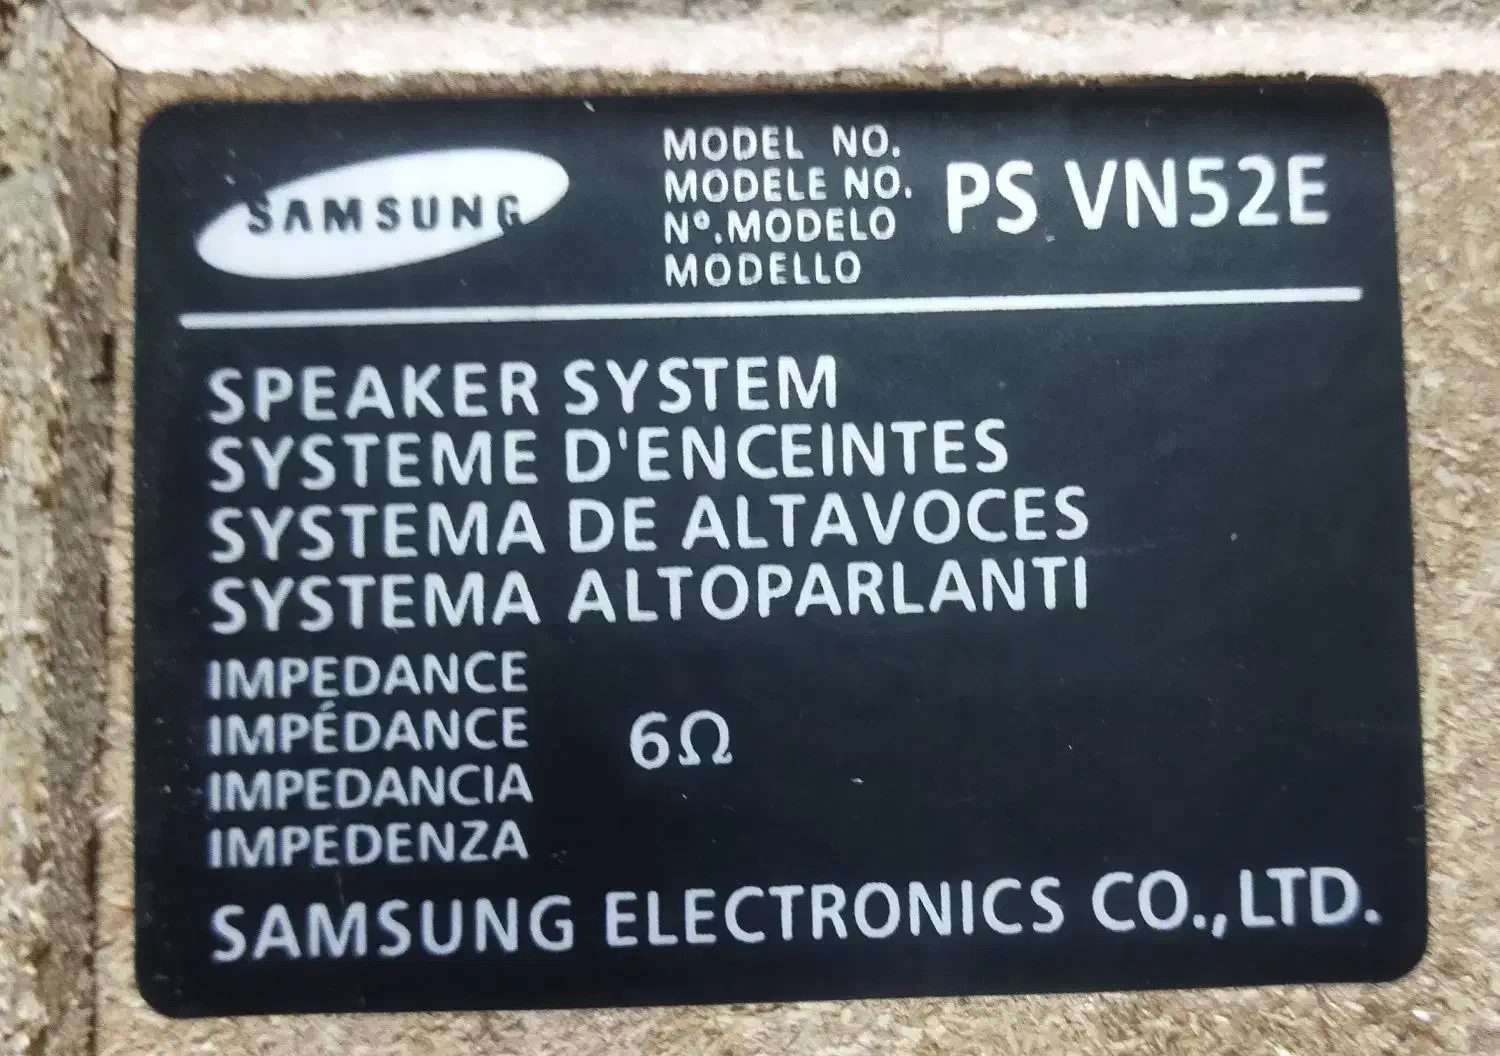 SAMSUNG
MODEL NO.
MODELE NO.
Nº.MODELO
MODELLO
PS VN52E
SPEAKER SYSTEM
SYSTEME D'ENCEINTES
SYSTEMA DE ALTAVOCES
SYSTEMA ALTOPARLANTI
IMPEDANCE
IMPÉDANCE
IMPEDANCIA
IMPEDENZA
6Ω
SAMSUNG ELECTRONICS CO.,LTD.